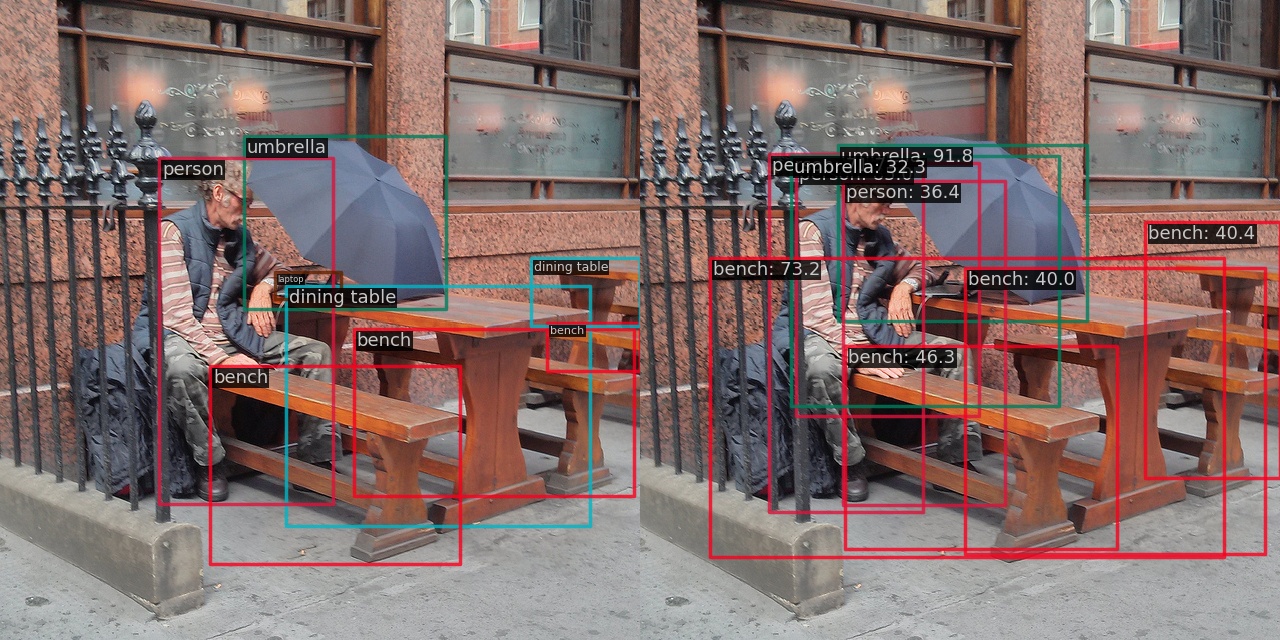 umbrella
person
laptop
dining table
dining table
bench
bench
bench
umbrella: 91.8
umbrella: 32.3
person: 36.4
bench: 40.4
bench: 73.2
bench: 40.0
bench: 46.3